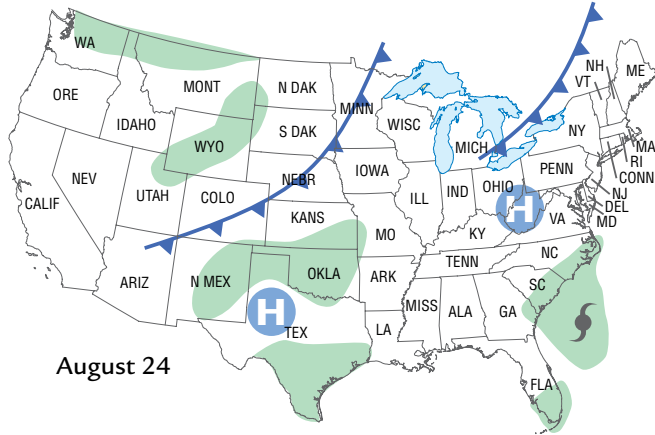 WA
MONT
N DAK
MINN
ORE
IDAHO
WYO
S DAK
WISC
MICH
NH
VT
ME
NY
MA
RI
CONN
NJ
DEL
MD
NEV
UTAH
COLO
NEBR
IOWA
ILL
IND
OHIO
PENN
CALIF
KANS
MO
KY
H
VA
ARIZ
N MEX
OKLA
ARK
TENN
NC
SC
H
TEX
LA
MISS
ALA
GA
FLA
August 24